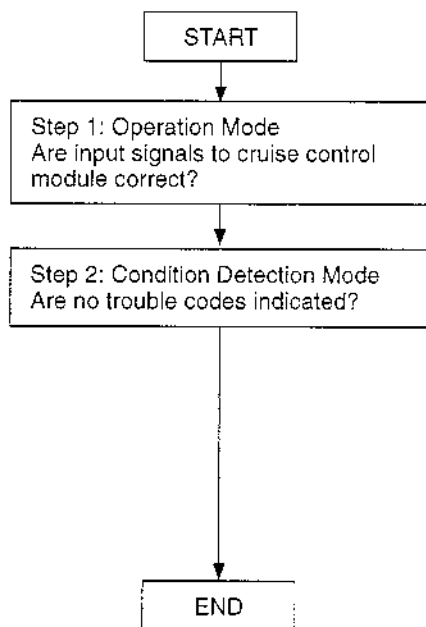 START
Step 1: Operation Mode
Are input signals to cruise control
module correct?
Step 2: Condition Detection Mode
Are no trouble codes indicated?
END